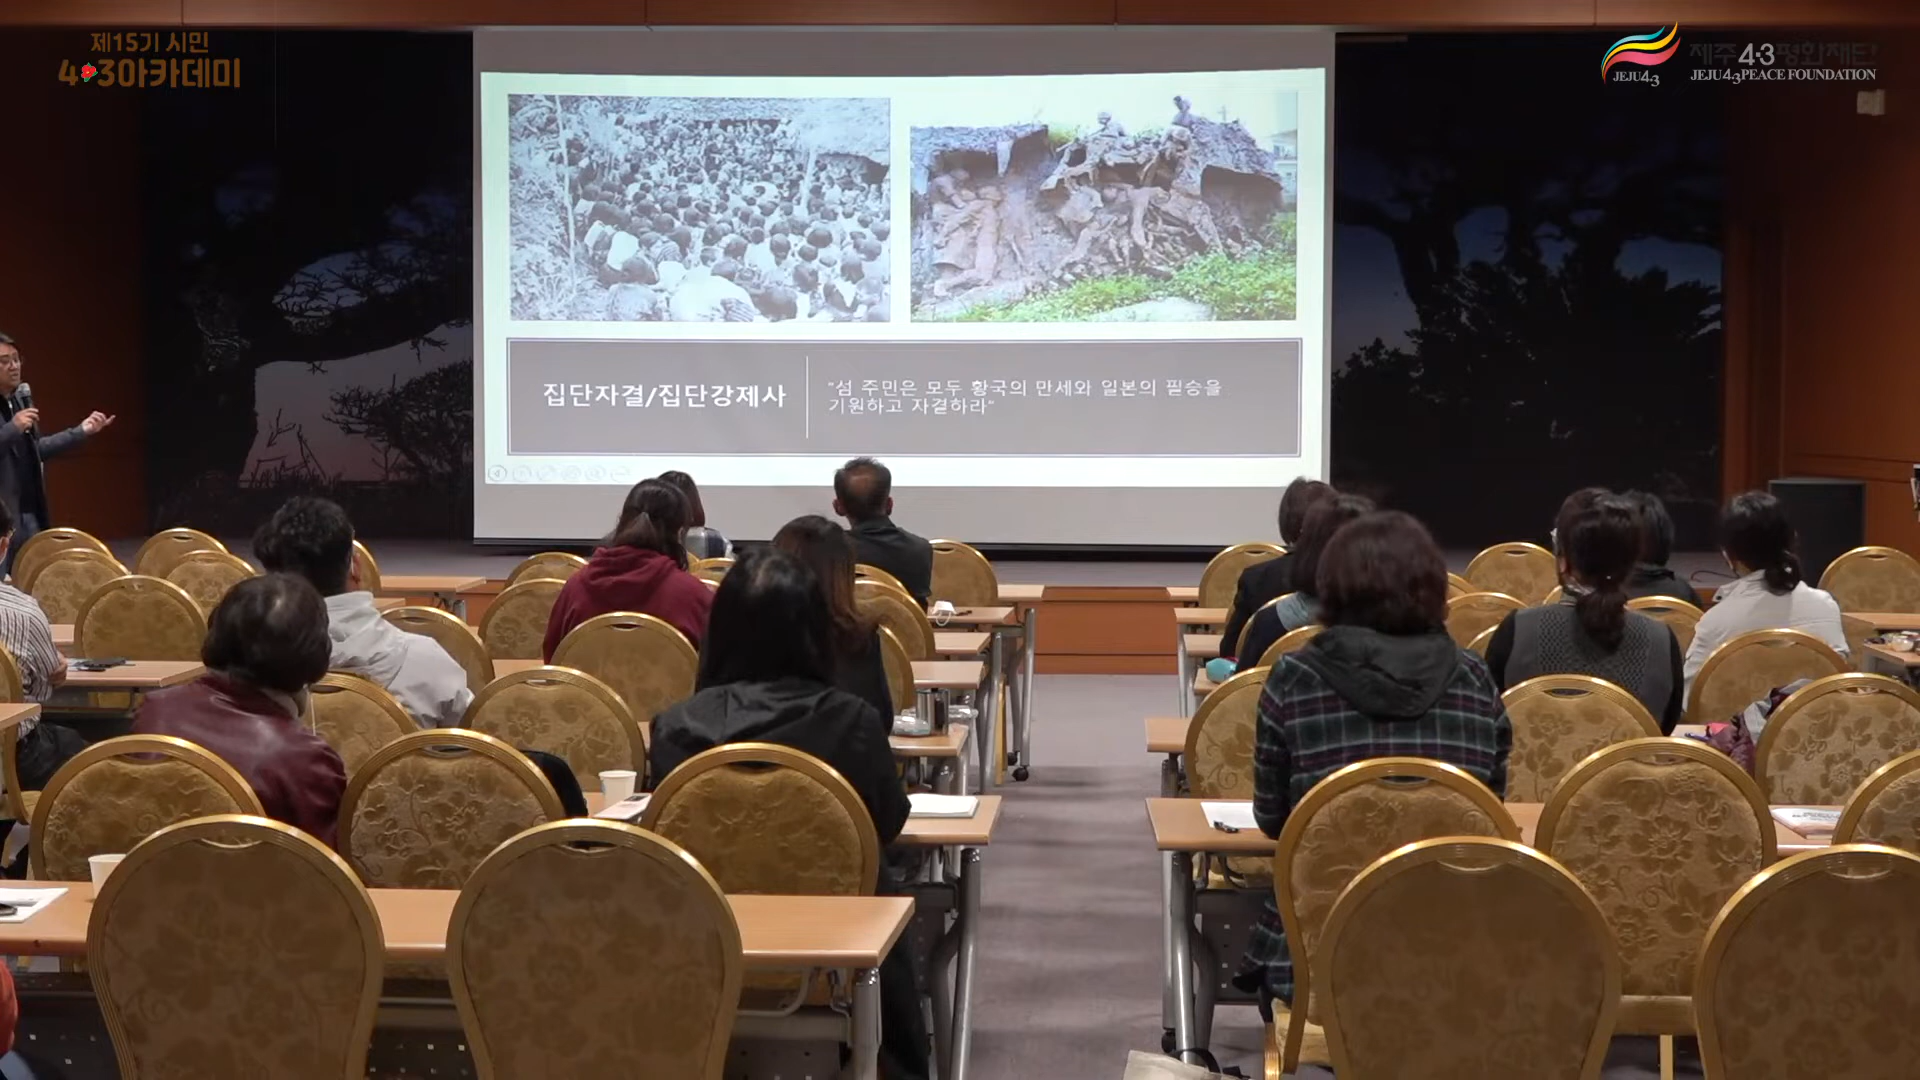 제15기 시민
4·3아카데미
JEJU4.3
제주4·3평화재단
JEJU4.3PEACE FOUNDATION
집단자결/집단강제사
"섬 주민은 모두 황국의 만세와 일본의 필승을
기원하고 자결하라"